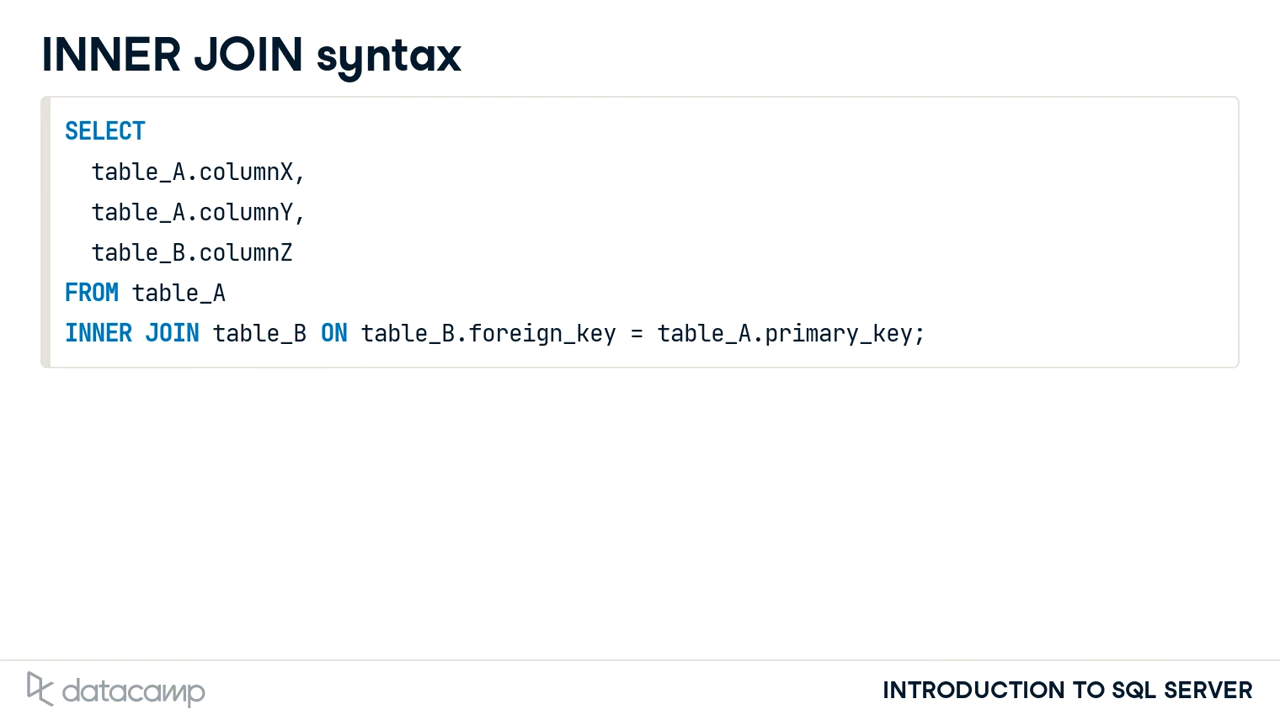 INNER JOIN syntax
SELECT
table_A.columnX,
table_A.columnY,
table_B.columnZ
FROM table_A
INNER JOIN table_B ON table_B.foreign_key = table_A.primary_key;
datacamp
INTRODUCTION TO SQL SERVER